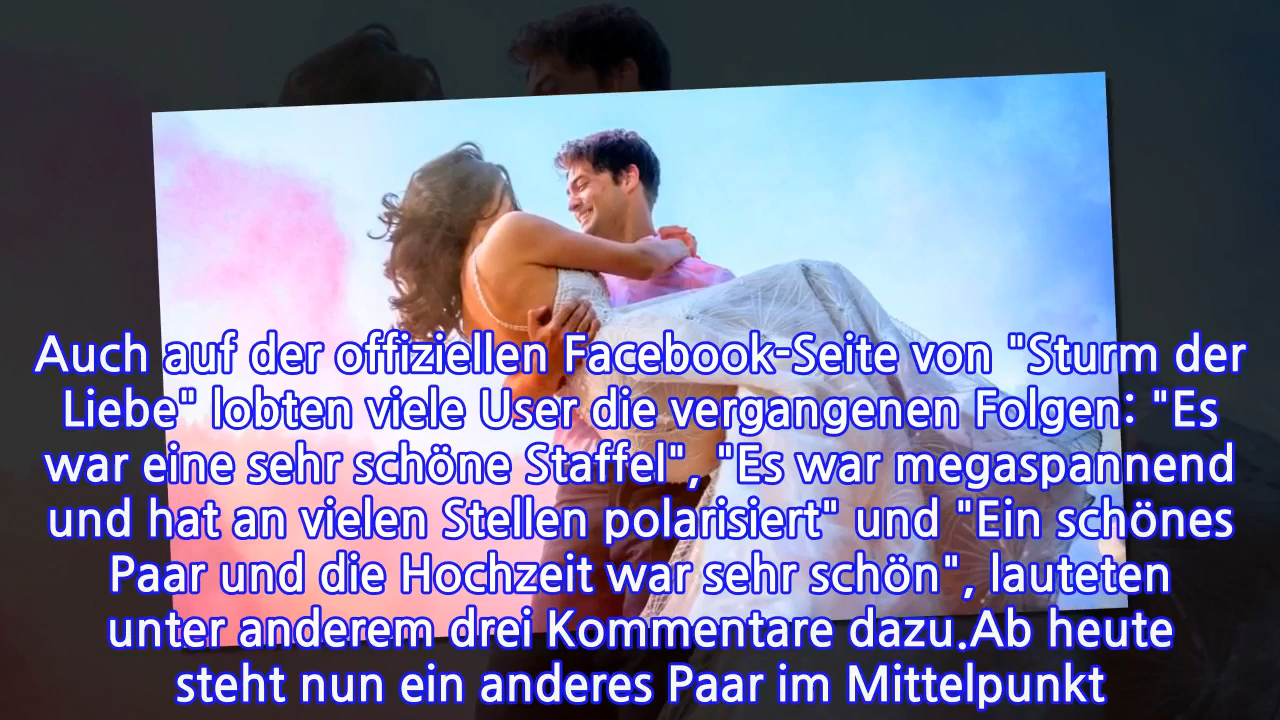 Auch auf der offiziellen Facebook-Seite von "Sturm der
Liebe" lobten viele User die vergangenen Folgen: "Es
war eine sehr schöne Staffel", "Es war megaspannend
und hat an vielen Stellen polarisiert" und "Ein schönes
Paar und die Hochzeit war sehr schön", lauteten
unter anderem drei Kommentare dazu.Ab heute
steht nun ein anderes Paar im Mittelpunkt